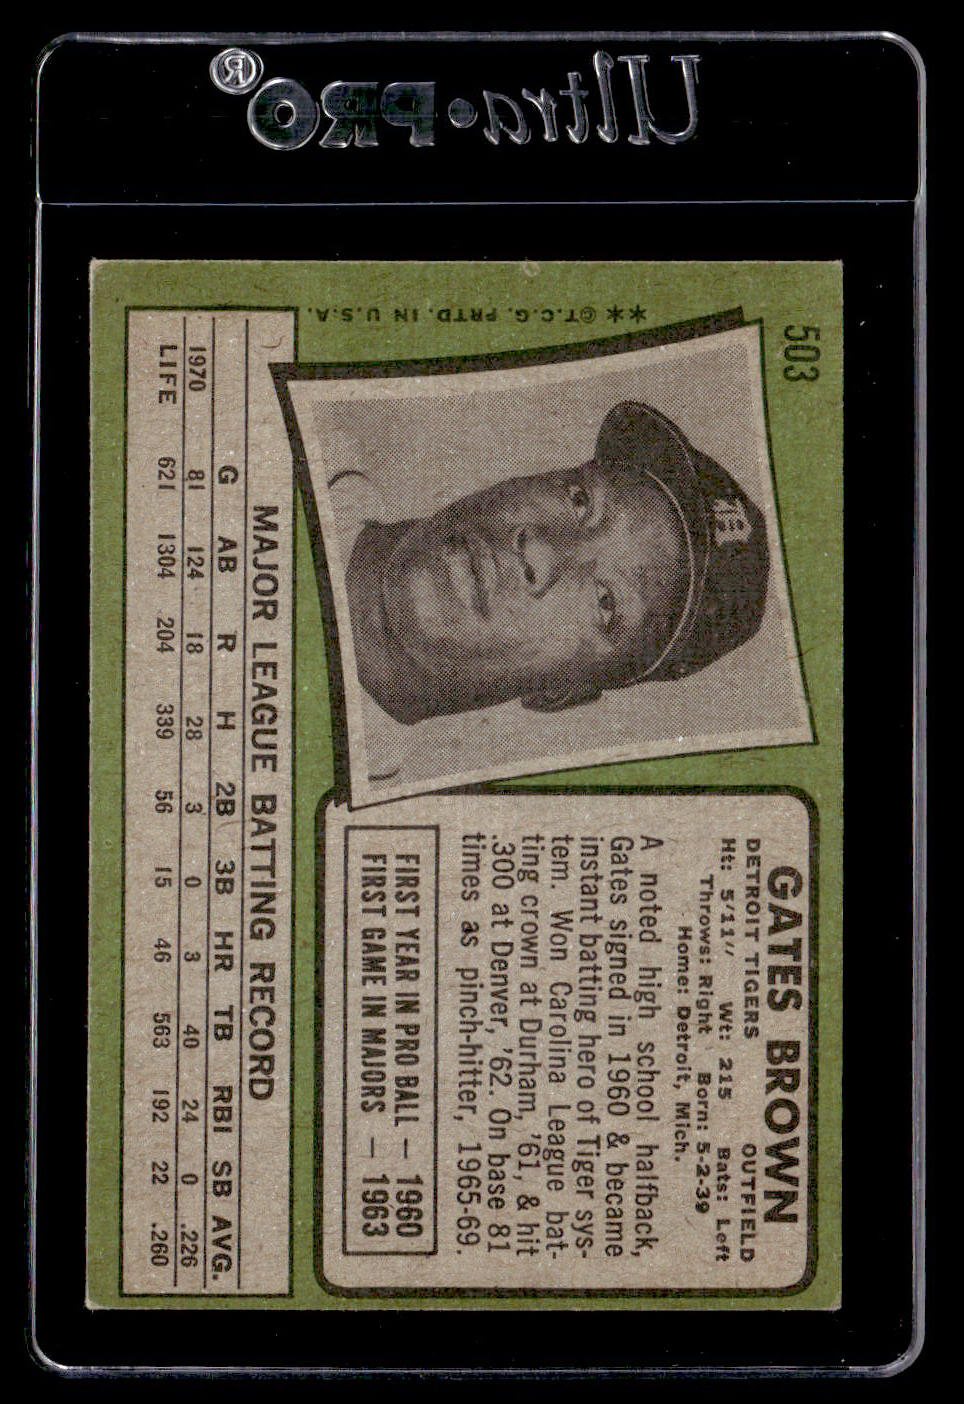 Ultra•PRO®
503
**©T.C.G. PRTD. IN U.S.A.
GATES BROWN
DETROIT TIGERS OUTFIELD
Ht: 5'11" Wt: 215 Bats: Left
Throws: Right Born: 5-2-39
Home: Detroit, Mich.
A noted high school halfback,
Gates signed in 1960 & became
instant batting hero of Tiger sys-
tem. Won Carolina League bat-
ting crown at Durham, '61, & hit
.300 at Denver, '62. On base 81
times as pinch-hitter, 1965-69.
FIRST YEAR IN PRO BALL — 1960
FIRST GAME IN MAJORS — 1963
MAJOR LEAGUE BATTING RECORD
G AB R H 2B 3B HR TB RBI SB AVG.
1970 81 124 18 28 3 0 3 40 24 0 .226
LIFE 621 1304 204 339 56 15 46 563 192 22 .260